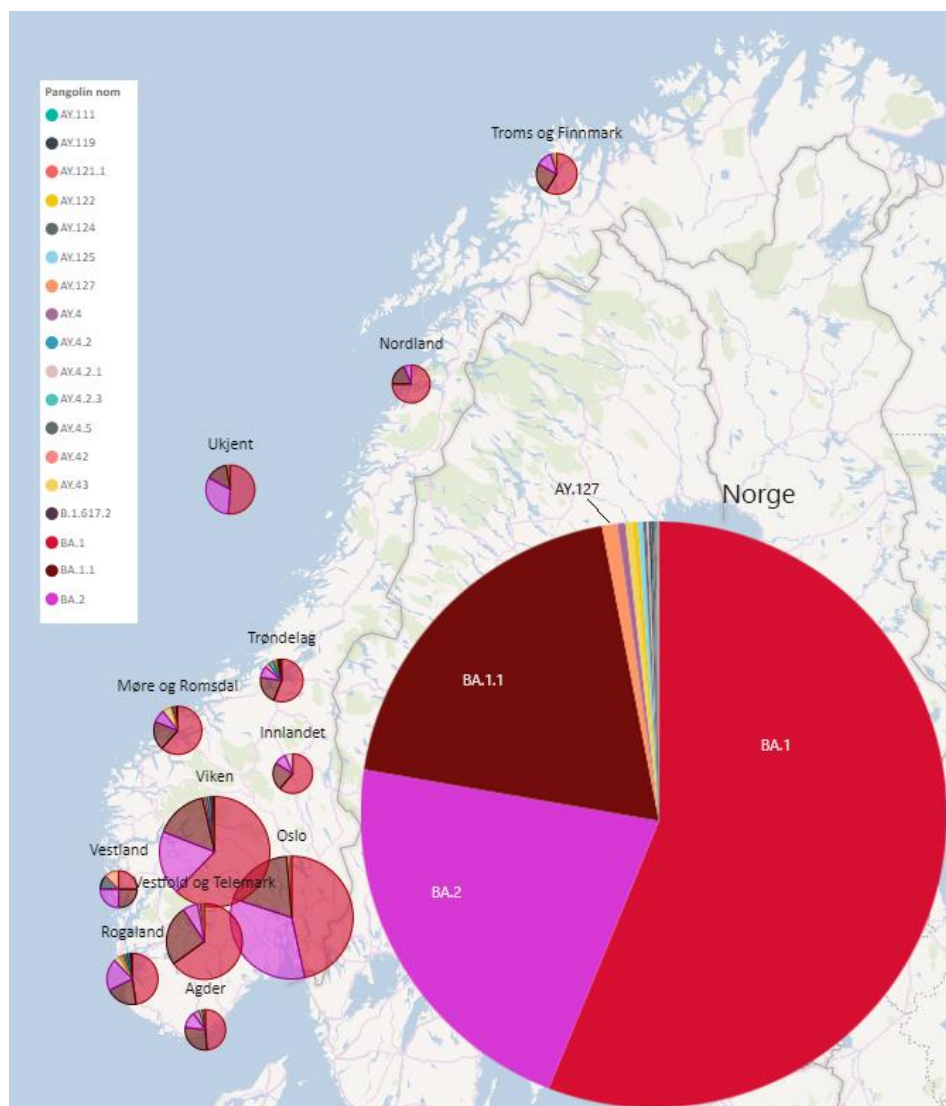 Pangolin nom
AY.111
AY.119
AY.121.1
AY.122
AY.124
AY.125
AY.127
AY.4
AY.4.2
AY.4.2.1
AY.4.2.3
AY.4.5
AY.42
AY.43
B.1.617.2
BA.1
BA.1.1
BA.2
Troms og Finnmark
Nordland
Ukjent
AY.127
Norge
Trøndelag
Møre og Romsdal
Innlandet
Viken
Oslo
Vestland
Vestfold og Telemark
Rogaland
Agder
BA.1.1
BA.1
BA.2